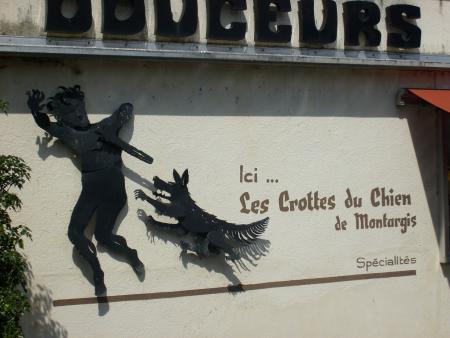 DOUCEURS
Ici ...
Les Crottes du Chien
de Montargis
Spécialités